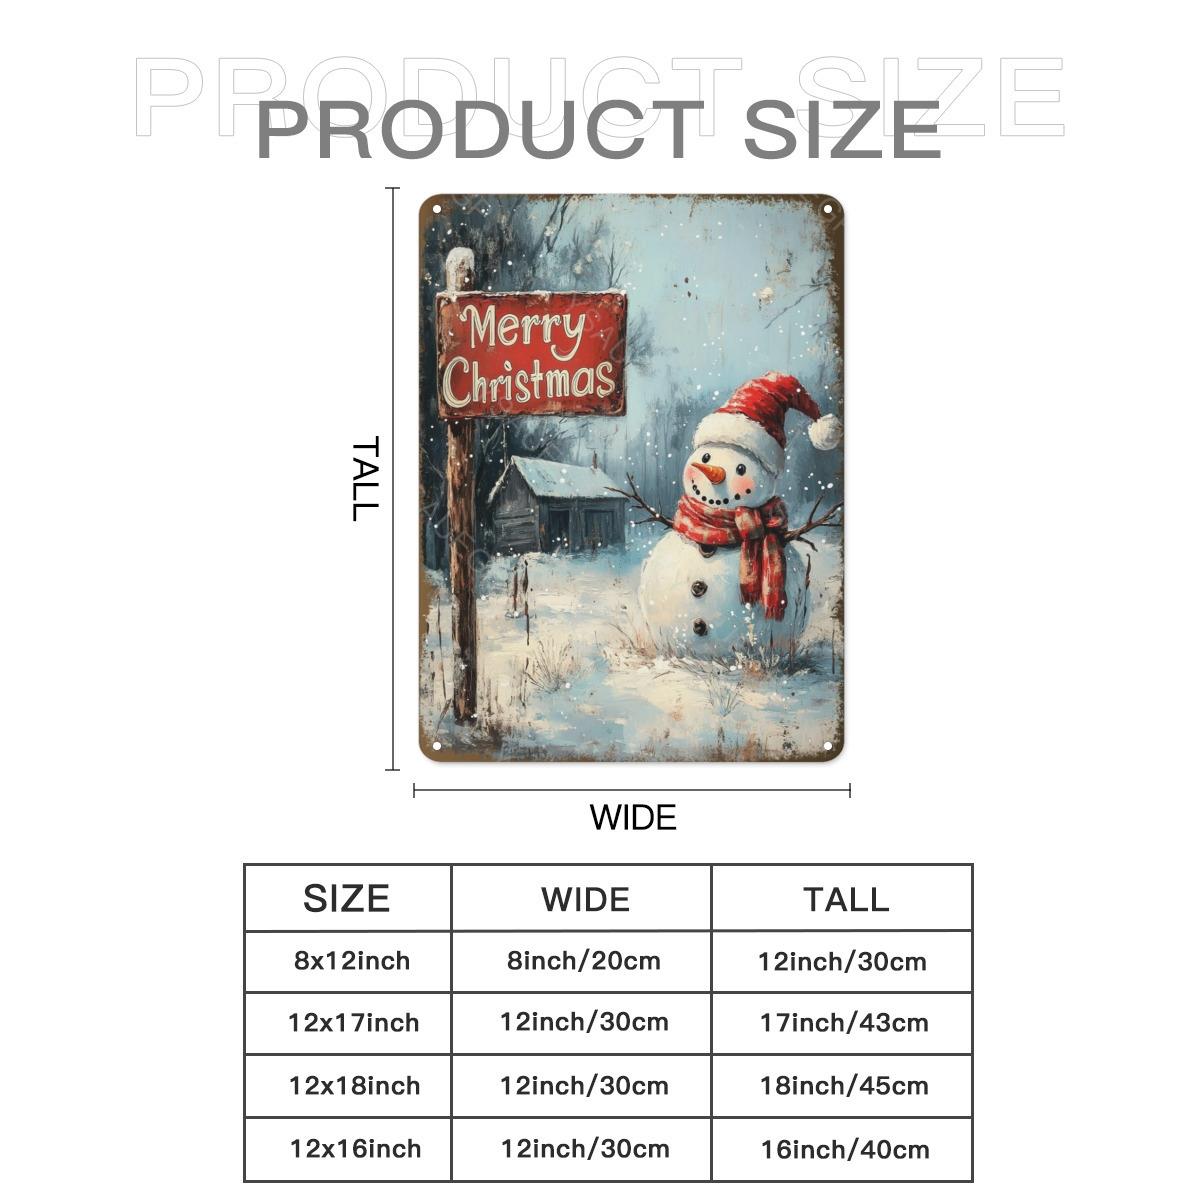 PRODUCT SIZE
PRODUCT SIZE
Merry
Christmas
TALL
WIDE
SIZE WIDE TALL
8x12inch 8inch/20cm 12inch/30cm
12x17inch 12inch/30cm 17inch/43cm
12x18inch 12inch/30cm 18inch/45cm
12x16inch 12inch/30cm 16inch/40cm